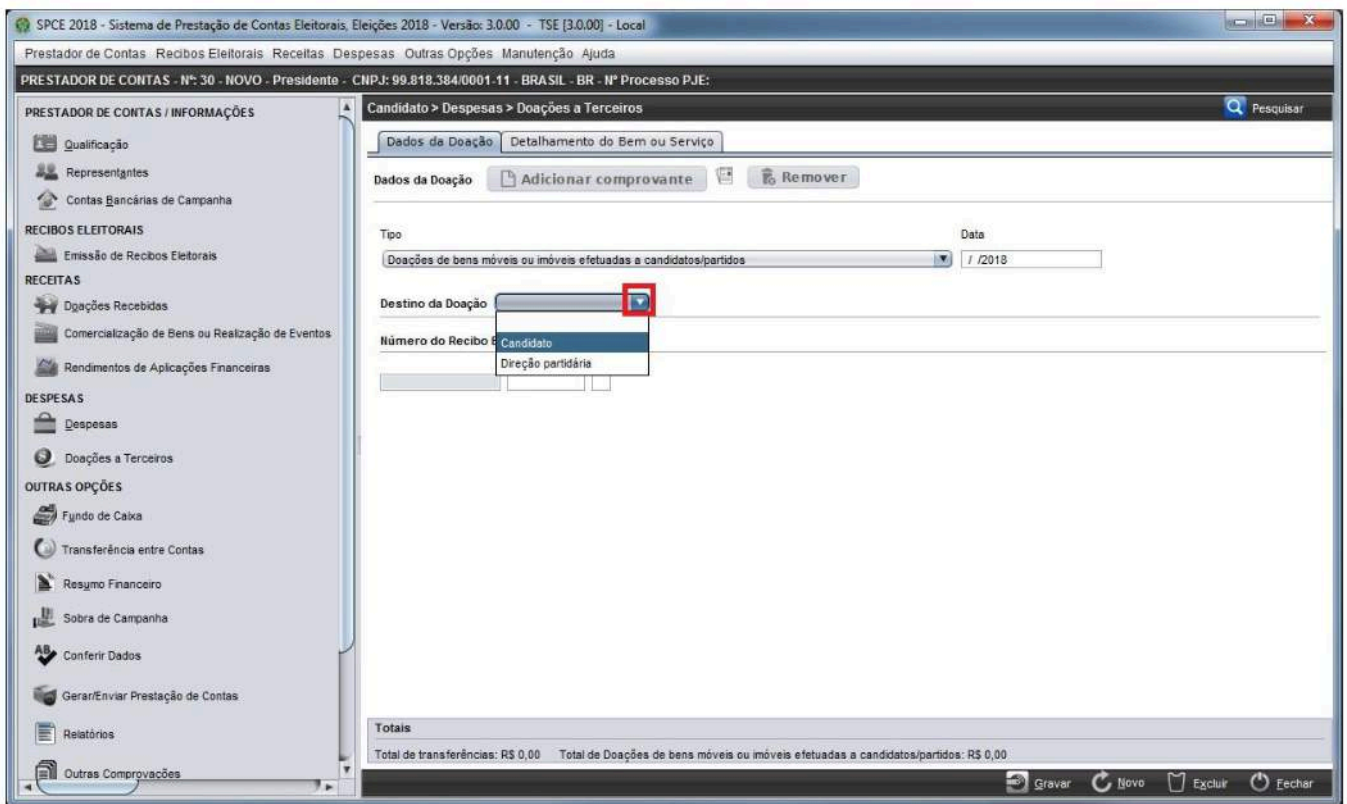 SPCE 2018 - Sistema de Prestação de Contas Eleitorais, Eleições 2018 - Versão: 3.0.00 - TSE [3.0.00] - Local
Prestador de Contas Recibos Eleitorais Receitas Despesas Outras Opções Manutenção Ajuda
PRESTADOR DE CONTAS - Nº: 30 - NOVO - Presidente - CNPJ: 99.818.384/0001-11 - BRASIL - BR - Nº Processo PJE:
PRESTADOR DE CONTAS / INFORMAÇÕES
Qualificação
Representantes
Contas Bancárias de Campanha
RECIBOS ELEITORAIS
Emissão de Recibos Eleitorais
RECEITAS
Doações Recebidas
Comercialização de Bens ou Realização de Eventos
Rendimentos de Aplicações Financeiras
DESPESAS
Despesas
Doações a Terceiros
OUTRAS OPÇÕES
Fundo de Caixa
Transferência entre Contas
Resumo Financeiro
Sobra de Campanha
Conferir Dados
Gerar/Enviar Prestação de Contas
Relatórios
Outras Comprovações
Candidato > Despesas > Doações a Terceiros
Pesquisar
Dados da Doação Detalhamento do Bem ou Serviço
Dados da Doação Adicionar comprovante Remover
Tipo Data
Doações de bens móveis ou imóveis efetuadas a candidatos/partidos / /2018
Destino da Doação
Número do Recibo E
Candidato
Direção partidária
Totais
Total de transferências: R$ 0,00 Total de Doações de bens móveis ou imóveis efetuadas a candidatos/partidos: R$ 0,00
Gravar Novo Excluir Fechar